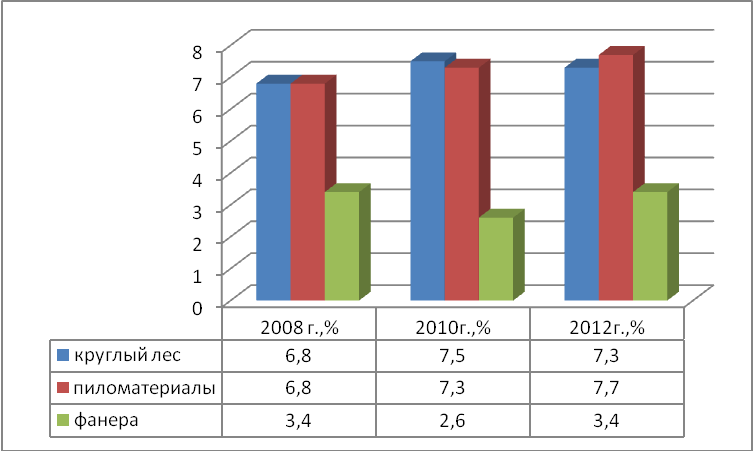 8
7
6
5
4
3
2
1
0
2008 г.,% 2010г.,% 2012г.,%
круглый лес 6,8 7,5 7,3
пиломатериалы 6,8 7,3 7,7
фанера 3,4 2,6 3,4